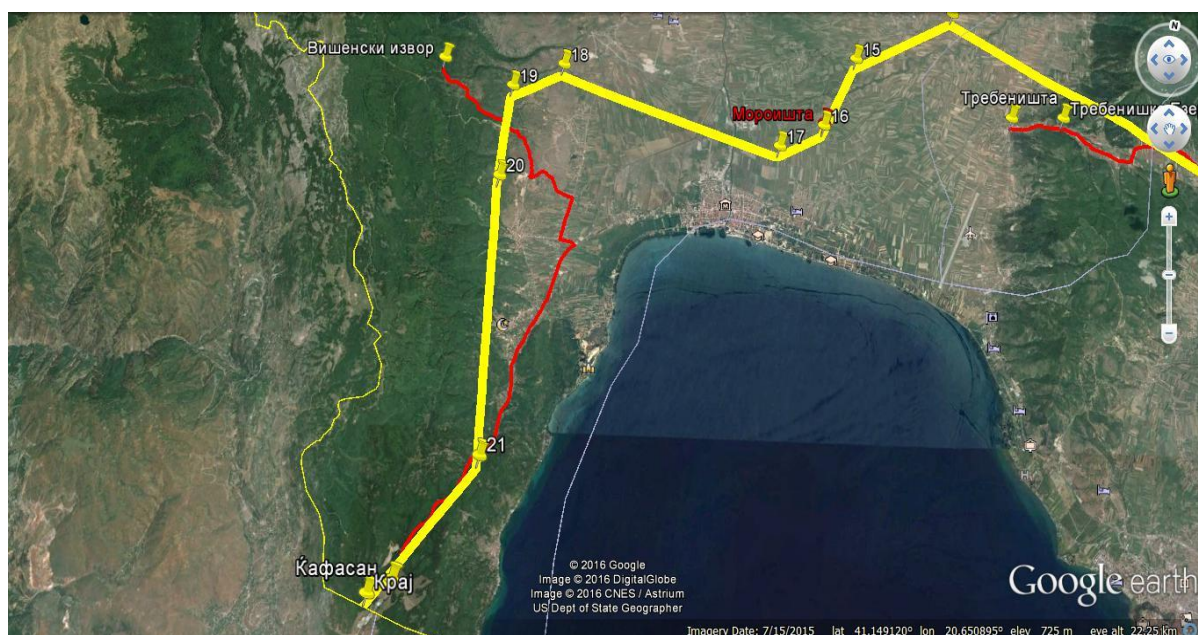 N
Вишенски извор
18
15
19
Требеништа
Требенишко Езе
Мороишта
16
17
20
21
Ќафасан
Крај
© 2016 Google
Image © 2016 DigitalGlobe
Image © 2016 CNES / Astrium
US Dept of State Geographer
Google earth
Imagery Date: 7/15/2015 lat 41.149120° lon 20.650895° elev 725 m eye alt 22.25 km